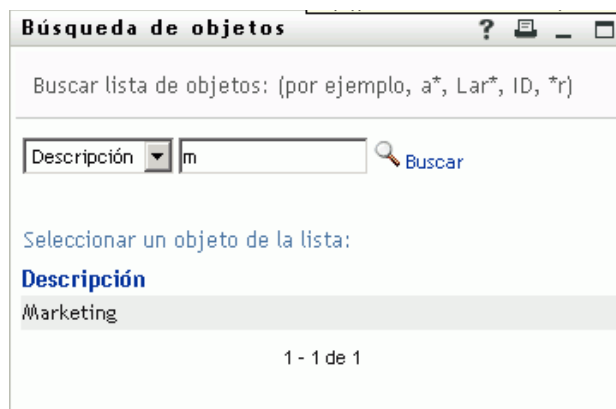 Búsqueda de objetos
Buscar lista de objetos: (por ejemplo, a*, Lar*, ID, *r)
Descripción m Buscar
Seleccionar un objeto de la lista:
Descripción
Marketing
1 - 1 de 1